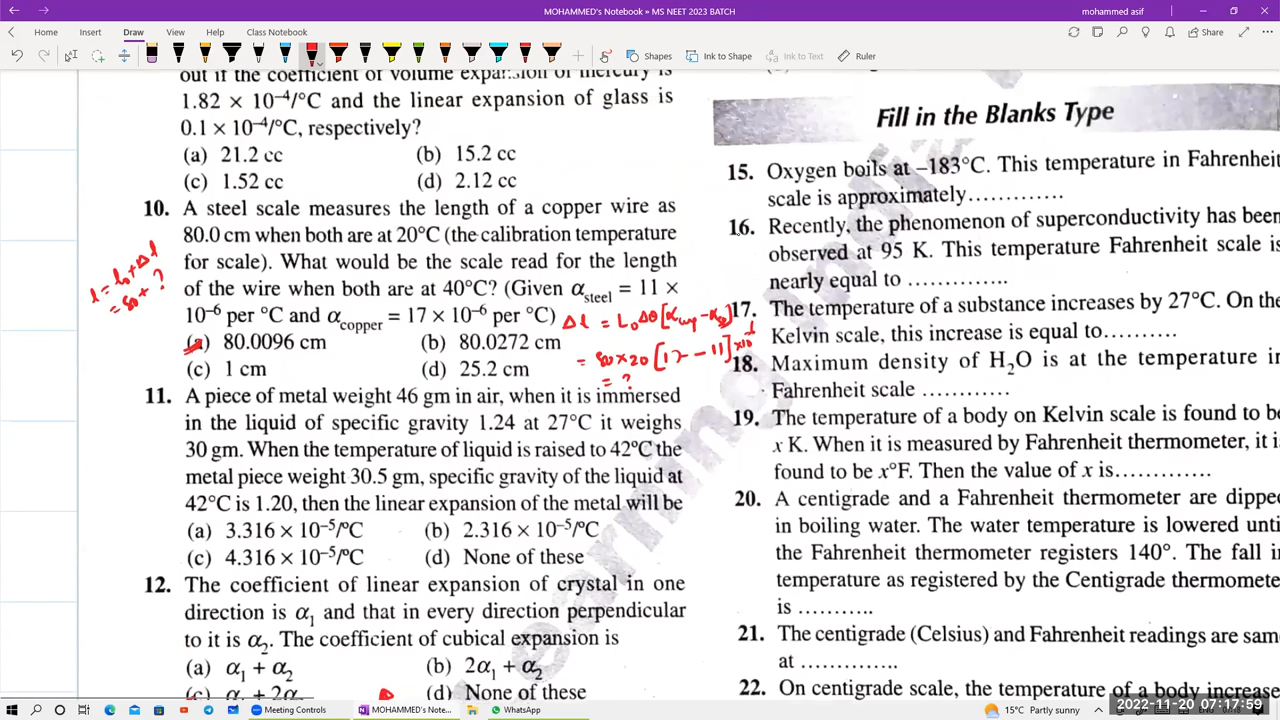 MOHAMMED's Notebook » MS NEET 2023 BATCH
mohammed asif
Home Insert Draw View Help Class Notebook
Share
Shapes
Ink to Shape
Ink to Text
Ruler
out if the coefficient of volume expansion of mercury is
1.82 × 10⁻⁴/°C and the linear expansion of glass is
0.1 × 10⁻⁴/°C, respectively?
(a) 21.2 cc (b) 15.2 cc
(c) 1.52 cc (d) 2.12 cc
10. A steel scale measures the length of a copper wire as
80.0 cm when both are at 20°C (the calibration temperature
for scale). What would be the scale read for the length
of the wire when both are at 40°C? (Given α_steel = 11 ×
10⁻⁶ per °C and α_copper = 17 × 10⁻⁶ per °C)
(a) 80.0096 cm (b) 80.0272 cm
(c) 1 cm (d) 25.2 cm
l = l₀ + Δl
= 80 + ?
Δl = L₀ Δθ [α_cu
= 80 × 20 [17 – 11] × 10
= ?
11. A piece of metal weight 46 gm in air, when it is immersed
in the liquid of specific gravity 1.24 at 27°C it weighs
30 gm. When the temperature of liquid is raised to 42°C the
metal piece weight 30.5 gm, specific gravity of the liquid at
42°C is 1.20, then the linear expansion of the metal will be
(a) 3.316 × 10⁻⁵/°C (b) 2.316 × 10⁻⁵/°C
(c) 4.316 × 10⁻⁵/°C (d) None of these
12. The coefficient of linear expansion of crystal in one
direction is α₁ and that in every direction perpendicular
to it is α₂. The coefficient of cubical expansion is
(a) α₁ + α₂ (b) 2α₁ + α₂
(c) α₁ + 2α₂ (d) None of these
Fill in the Blanks Type
15. Oxygen boils at –183°C. This temperature in Fahrenheit
scale is approximately.............
16. Recently, the phenomenon of superconductivity has been
observed at 95 K. This temperature Fahrenheit scale is
nearly equal to .............
17. The temperature of a substance increases by 27°C. On the
Kelvin scale, this increase is equal to..........
18. Maximum density of H₂O is at the temperature in
Fahrenheit scale ............
19. The temperature of a body on Kelvin scale is found to be
x K. When it is measured by Fahrenheit thermometer, it is
found to be x°F. Then the value of x is.............
20. A centigrade and a Fahrenheit thermometer are dipped
in boiling water. The water temperature is lowered until
the Fahrenheit thermometer registers 140°. The fall in
temperature as registered by the Centigrade thermomete
is ...........
21. The centigrade (Celsius) and Fahrenheit readings are sam
at .............
22. On centigrade scale, the temperature of a body increase
Meeting Controls
MOHAMMED's Note...
WhatsApp
15°C Partly sunny
2022-11-20 07:17:59